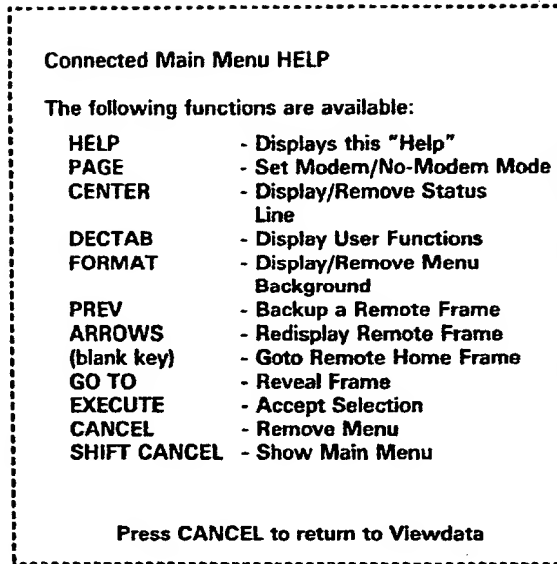 Connected Main Menu HELP
The following functions are available:
HELP - Displays this "Help"
PAGE - Set Modem/No-Modem Mode
CENTER - Display/Remove Status
Line
DECTAB - Display User Functions
FORMAT - Display/Remove Menu
Background
PREV - Backup a Remote Frame
ARROWS - Redisplay Remote Frame
(blank key) - Goto Remote Home Frame
GO TO - Reveal Frame
EXECUTE - Accept Selection
CANCEL - Remove Menu
SHIFT CANCEL - Show Main Menu
Press CANCEL to return to Viewdata